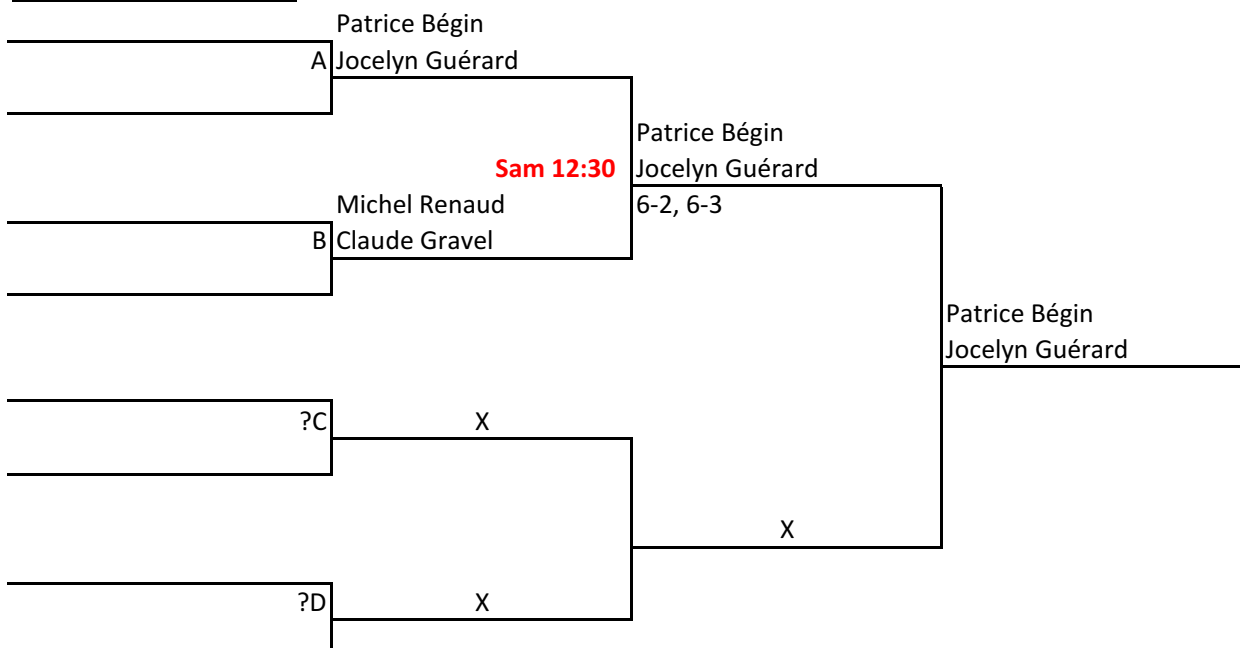 Patrice Bégin
A Jocelyn Guérard
Patrice Bégin
Sam 12:30 Jocelyn Guérard
Michel Renaud 6-2, 6-3
B Claude Gravel
Patrice Bégin
Jocelyn Guérard
?C X
X
?D X